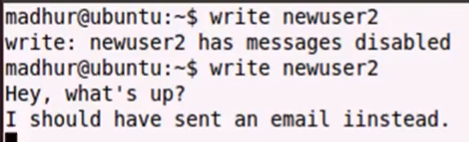 madhur@ubuntu:~$ write newuser2
write: newuser2 has messages disabled
madhur@ubuntu:~$ write newuser2
Hey, what's up?
I should have sent an email iinstead.